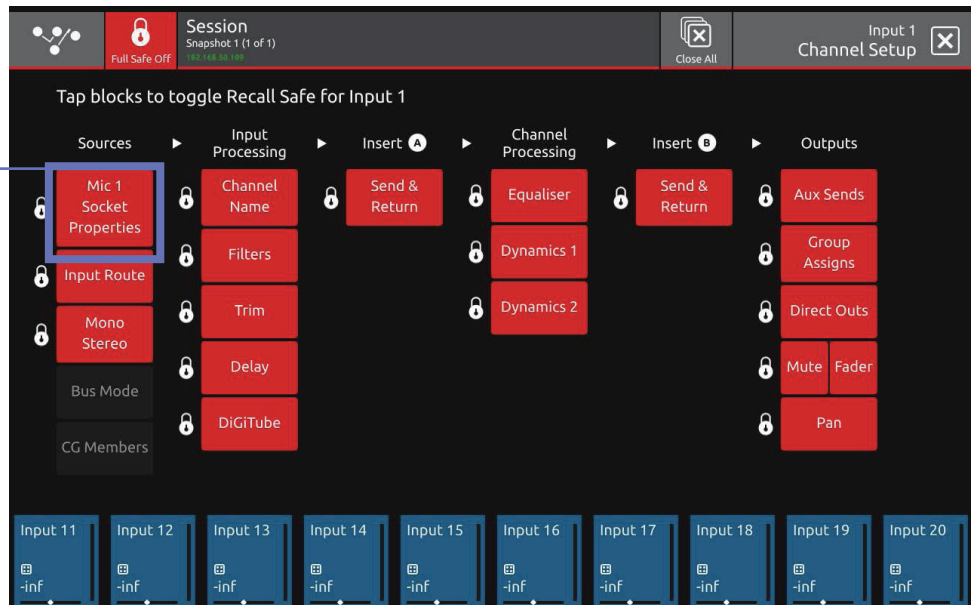 Full Safe Off
Session
Snapshot 1 (1 of 1)
192.168.50.199
Close All
Input 1
Channel Setup
Tap blocks to toggle Recall Safe for Input 1
Sources
Input
Processing
Insert A
Channel
Processing
Insert B
Outputs
Mic 1
Socket
Properties
Input Route
Mono
Stereo
Bus Mode
CG Members
Channel
Name
Filters
Trim
Delay
DiGiTube
Send &
Return
Equaliser
Dynamics 1
Dynamics 2
Send &
Return
Aux Sends
Group
Assigns
Direct Outs
Mute Fader
Pan
Input 11 Input 12 Input 13 Input 14 Input 15 Input 16 Input 17 Input 18 Input 19 Input 20
-inf -inf -inf -inf -inf -inf -inf -inf -inf -inf